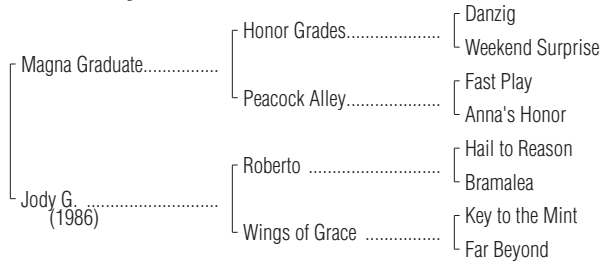 Danzig
Honor Grades....................
Weekend Surprise
Magna Graduate................
Fast Play
Peacock Alley....................
Anna's Honor
Hail to Reason
Roberto ............................
Bramalea
Jody G. ............................
(1986)
Key to the Mint
Wings of Grace ................
Far Beyond